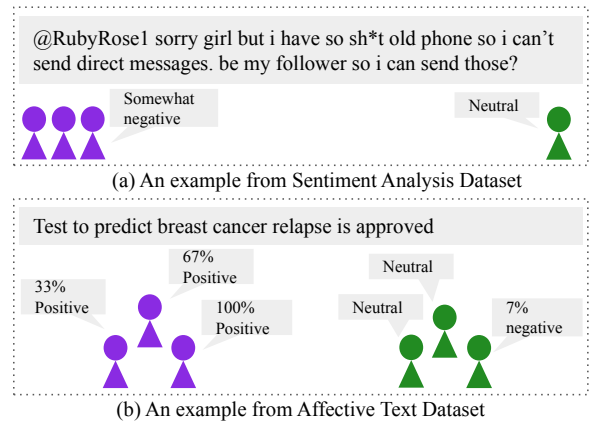 @RubyRose1 sorry girl but i have so sh*t old phone so i can't
send direct messages. be my follower so i can send those?
Somewhat
negative
Neutral
(a) An example from Sentiment Analysis Dataset
Test to predict breast cancer relapse is approved
67%
Positive
33%
Positive
100%
Positive
Neutral
Neutral
7%
negative
(b) An example from Affective Text Dataset